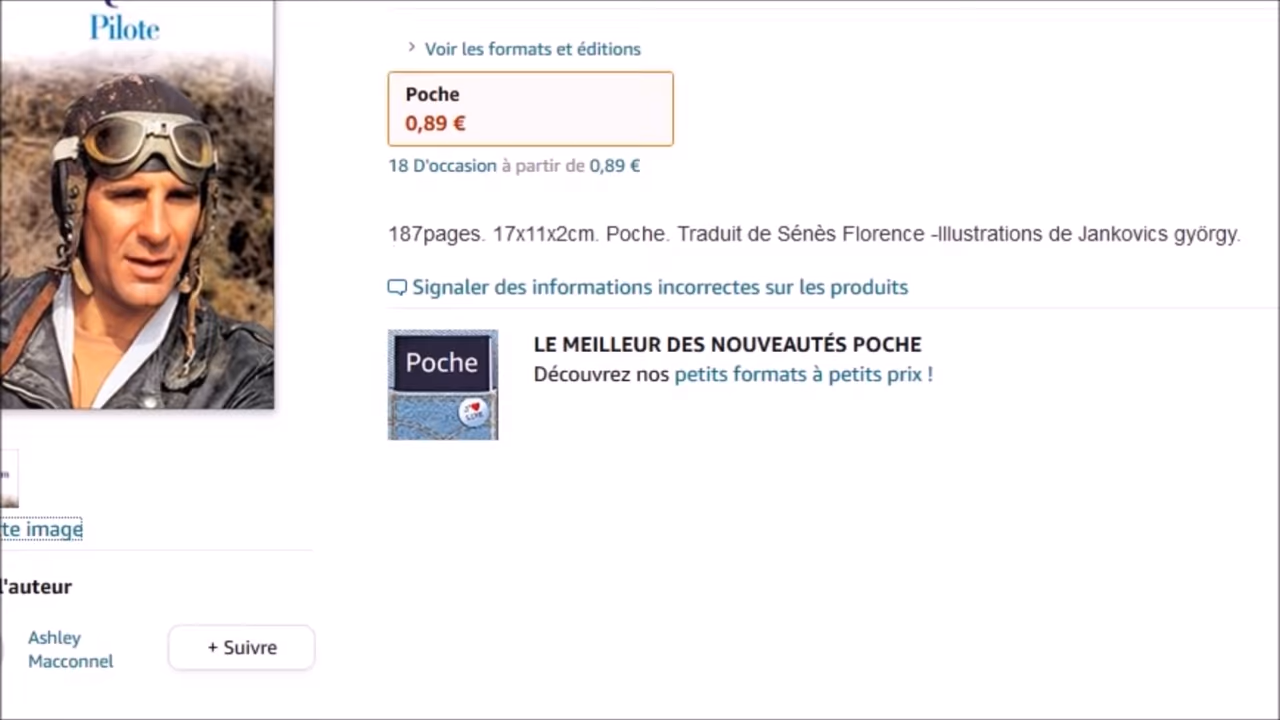 Pilote
Voir les formats et éditions
Poche
0,89 €
18 D'occasion à partir de 0,89 €
187pages. 17x11x2cm. Poche. Traduit de Sénès Florence -Illustrations de Jankovics györgy.
Signaler des informations incorrectes sur les produits
Poche
LE MEILLEUR DES NOUVEAUTÉS POCHE
Découvrez nos petits formats à petits prix !
te image
l'auteur
Ashley
Macconnel
+ Suivre